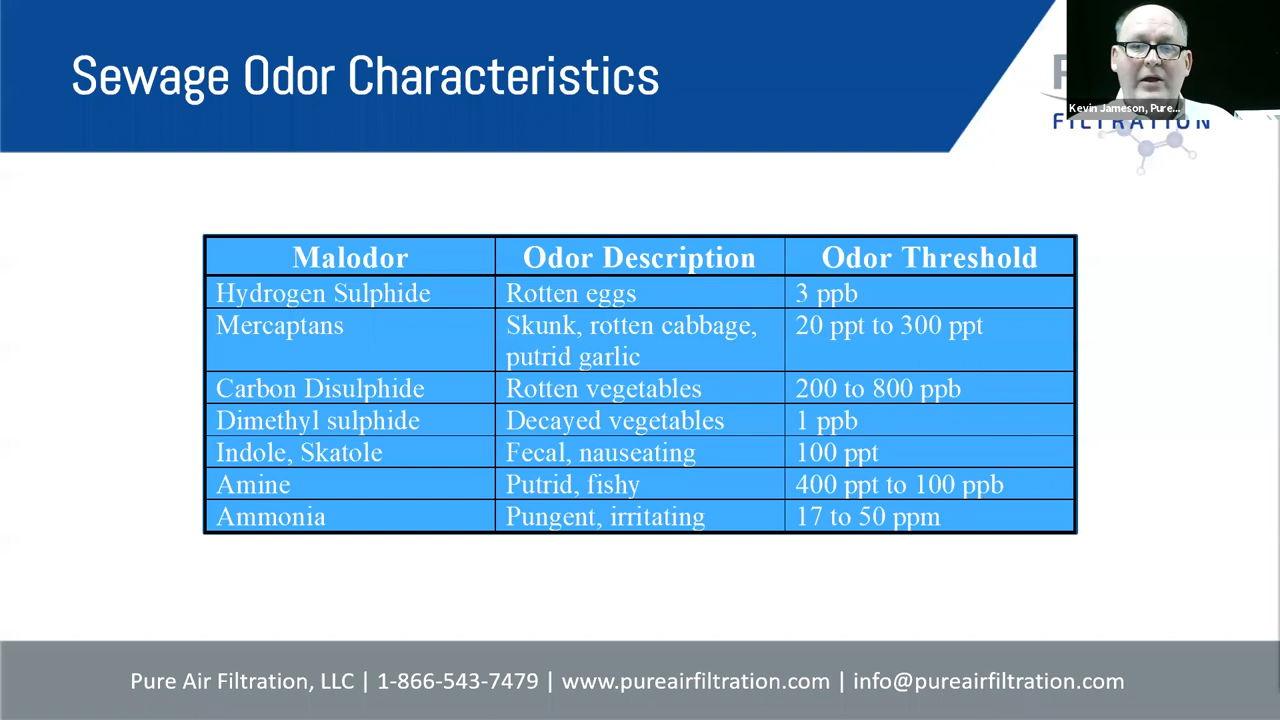 Sewage Odor Characteristics
Kevin Jameson, Pure...
FILTRATION
Malodor Odor Description Odor Threshold
Hydrogen Sulphide Rotten eggs 3 ppb
Mercaptans Skunk, rotten cabbage, 20 ppt to 300 ppt
putrid garlic
Carbon Disulphide Rotten vegetables 200 to 800 ppb
Dimethyl sulphide Decayed vegetables 1 ppb
Indole, Skatole Fecal, nauseating 100 ppt
Amine Putrid, fishy 400 ppt to 100 ppb
Ammonia Pungent, irritating 17 to 50 ppm
Pure Air Filtration, LLC | 1-866-543-7479 | www.pureairfiltration.com | info@pureairfiltration.com